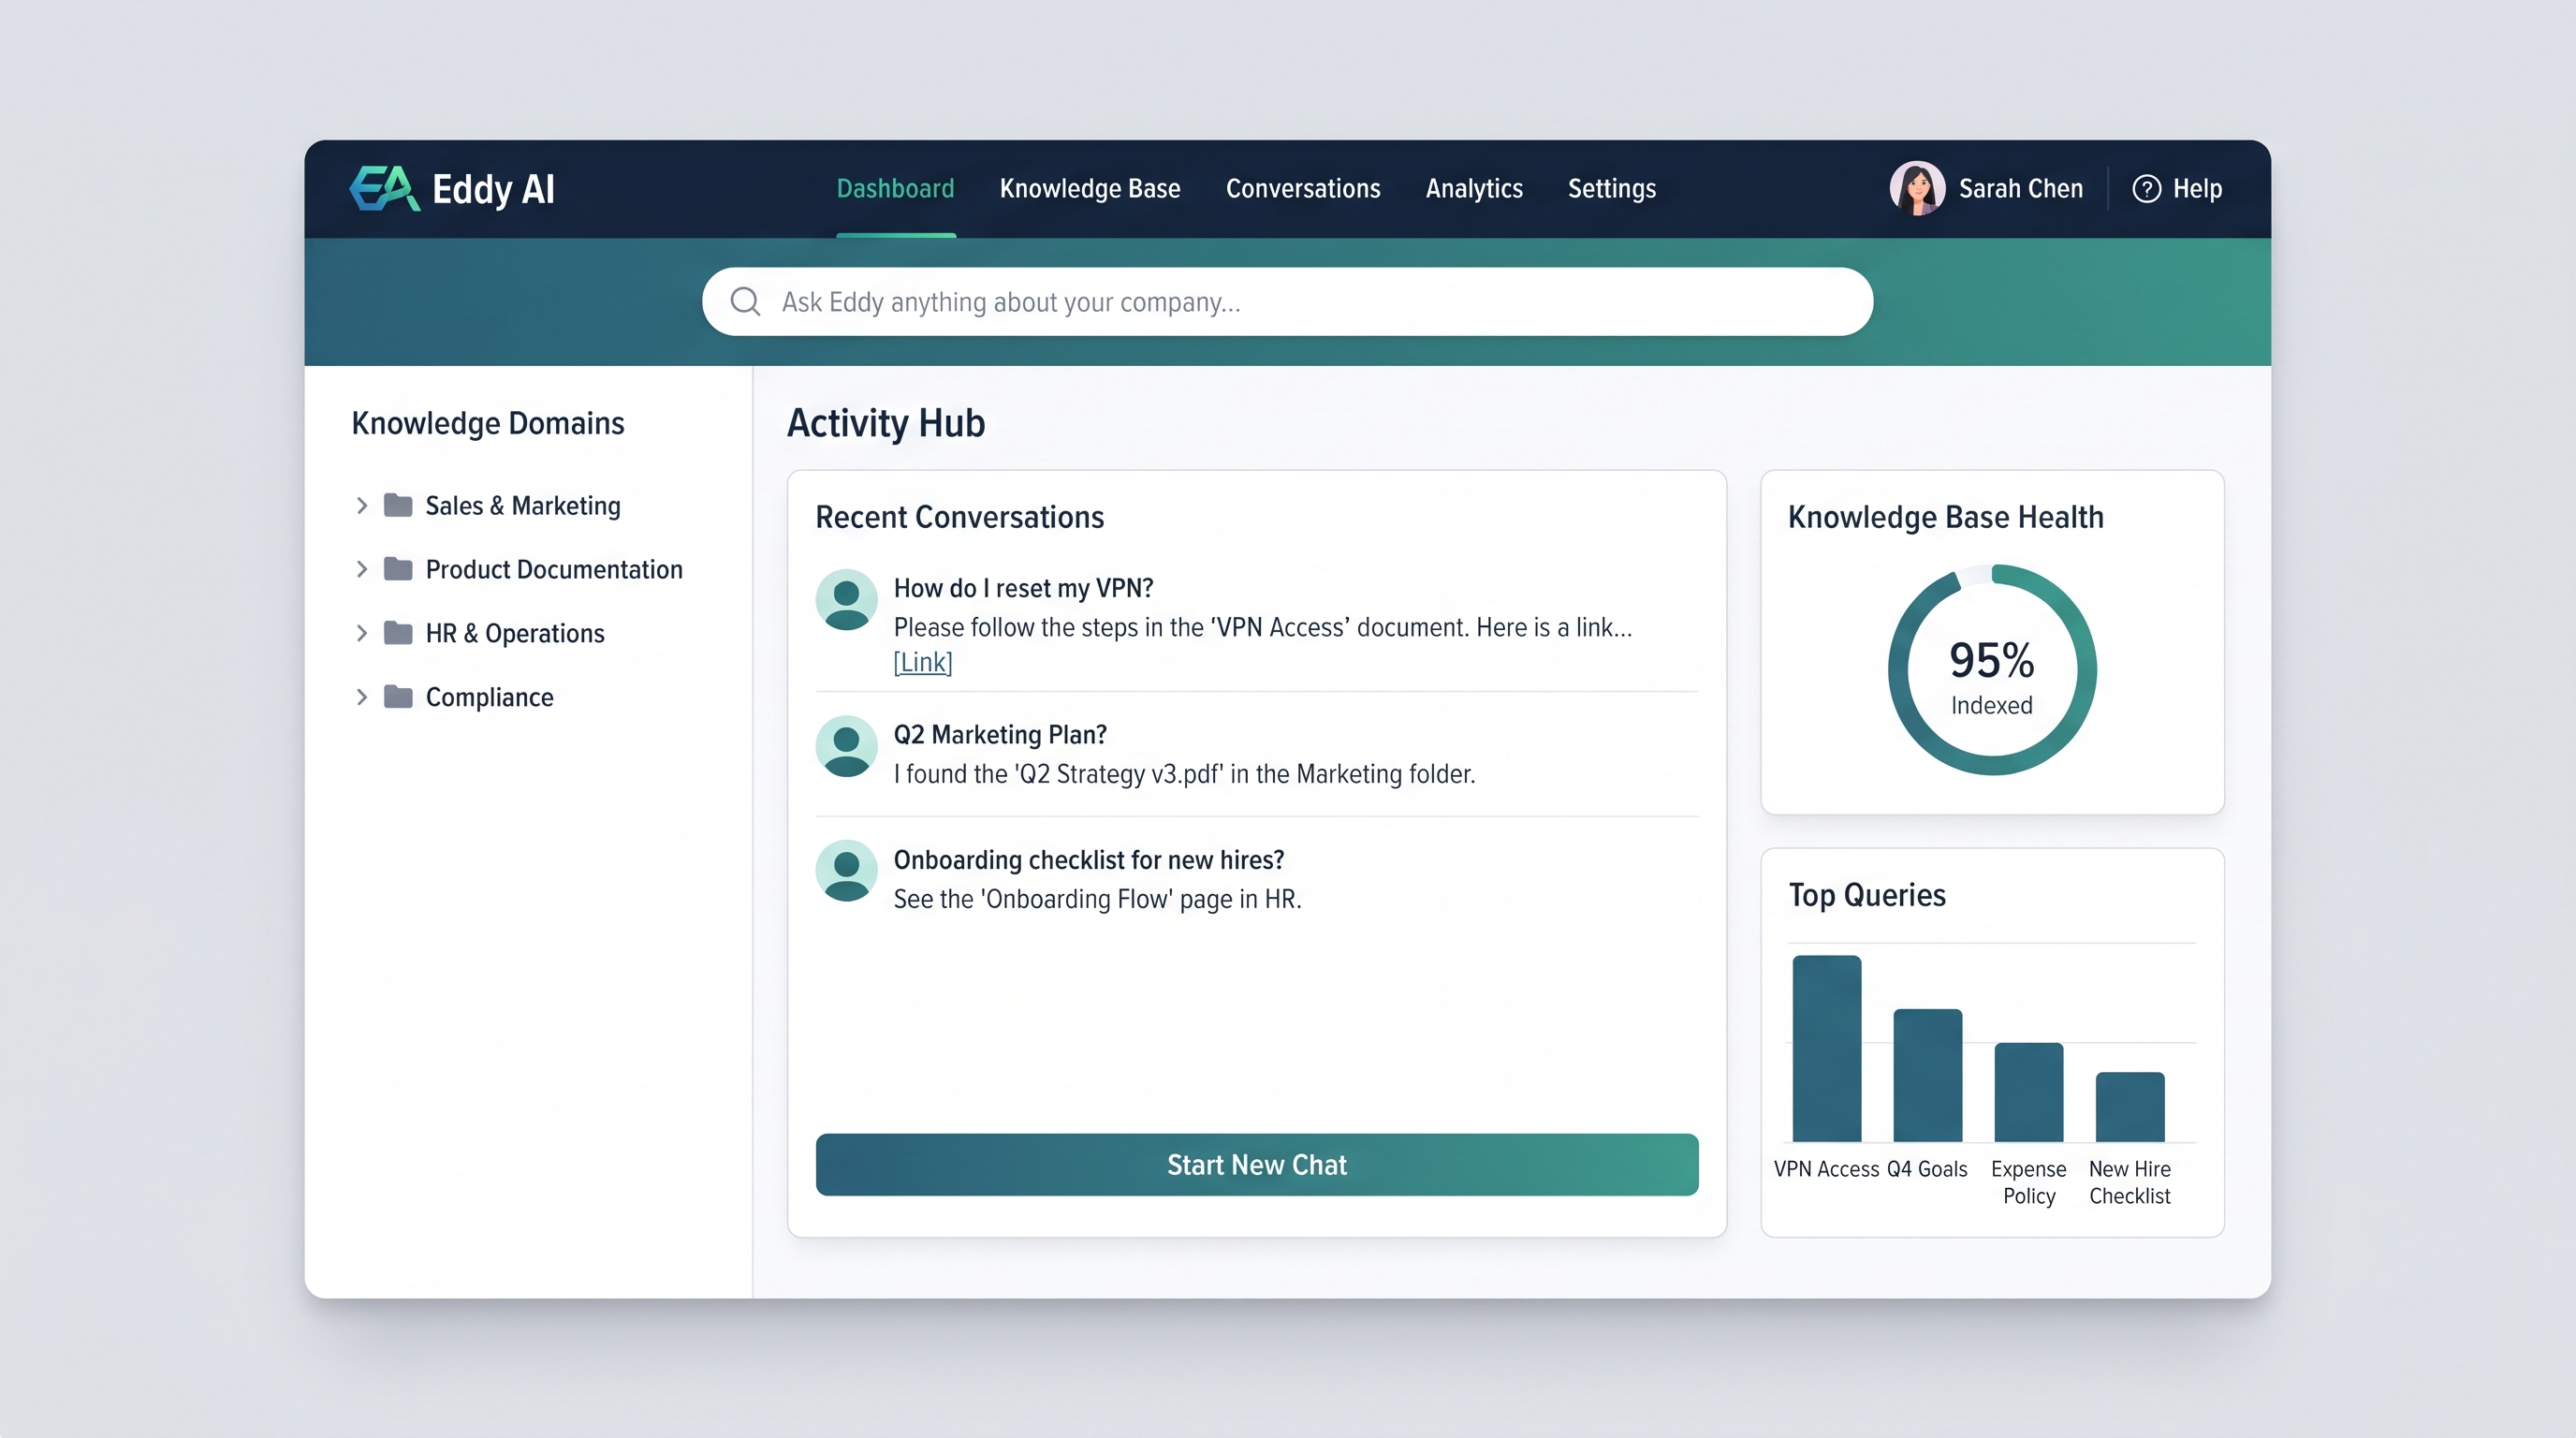 EA Eddy AI
Dashboard
Knowledge Base
Conversations
Analytics
Settings
Sarah Chen
? Help
Ask Eddy anything about your company...
Knowledge Domains
Sales & Marketing
Product Documentation
HR & Operations
Compliance
Activity Hub
Recent Conversations
How do I reset my VPN?
Please follow the steps in the ‘VPN Access’ document. Here is a link...
[Link]
Q2 Marketing Plan?
I found the 'Q2 Strategy v3.pdf' in the Marketing folder.
Onboarding checklist for new hires?
See the 'Onboarding Flow' page in HR.
Start New Chat
Knowledge Base Health
95%
Indexed
Top Queries
VPN Access
Q4 Goals
Expense
Policy
New Hire
Checklist